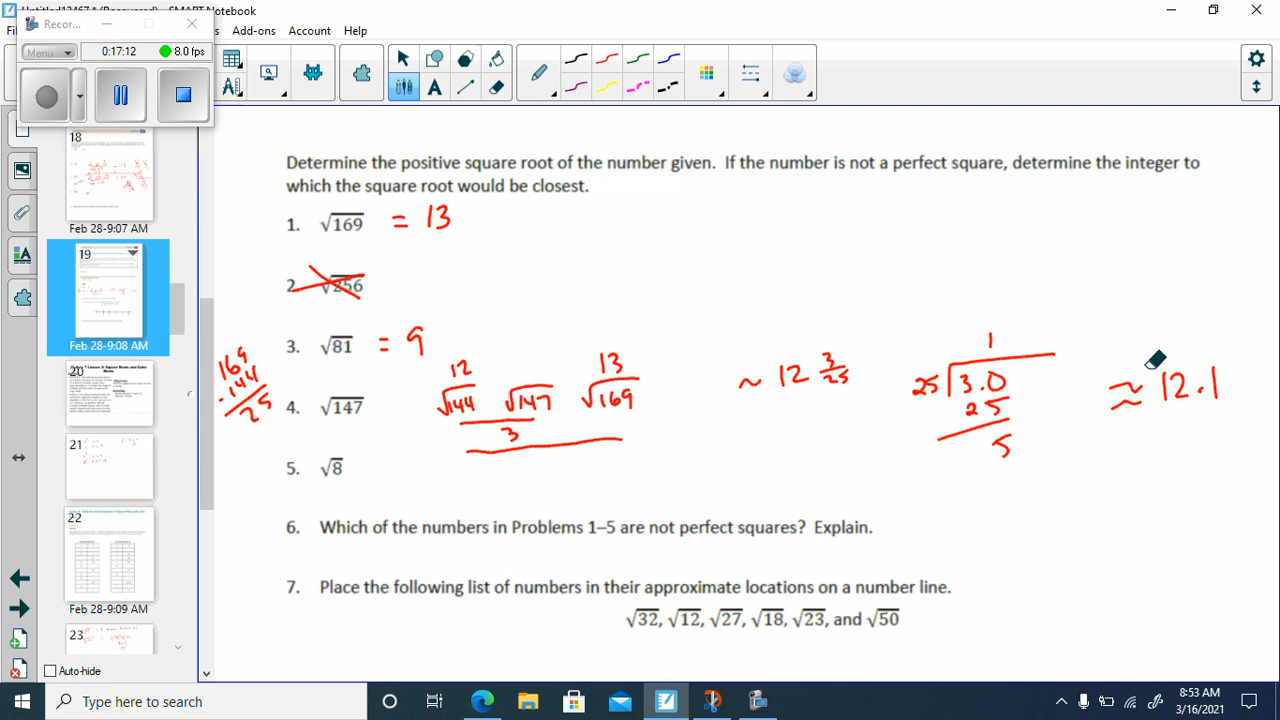 Untitled13467 * (Recovered) - SMART Notebook
Recor...
Add-ons Account Help
Menu 0:17:12 8.0 fps
18
Feb 28-9:07 AM
19
Feb 28-9:08 AM
20
21
22
Feb 28-9:09 AM
23
Auto-hide
Determine the positive square root of the number given. If the number is not a perfect square, determine the integer to
which the square root would be closest.
1. √169 = 13
2. √256
3. √81 = 9
169
-144
25
4. √147
12 13
√144 √147 √169
3
~ 12 3/25
1
25 3.0
25
5
≈ 12.1
5. √8
6. Which of the numbers in Problems 1–5 are not perfect squares? Explain.
7. Place the following list of numbers in their approximate locations on a number line.
√32, √12, √27, √18, √23, and √50
Type here to search
8:53 AM
3/16/2021